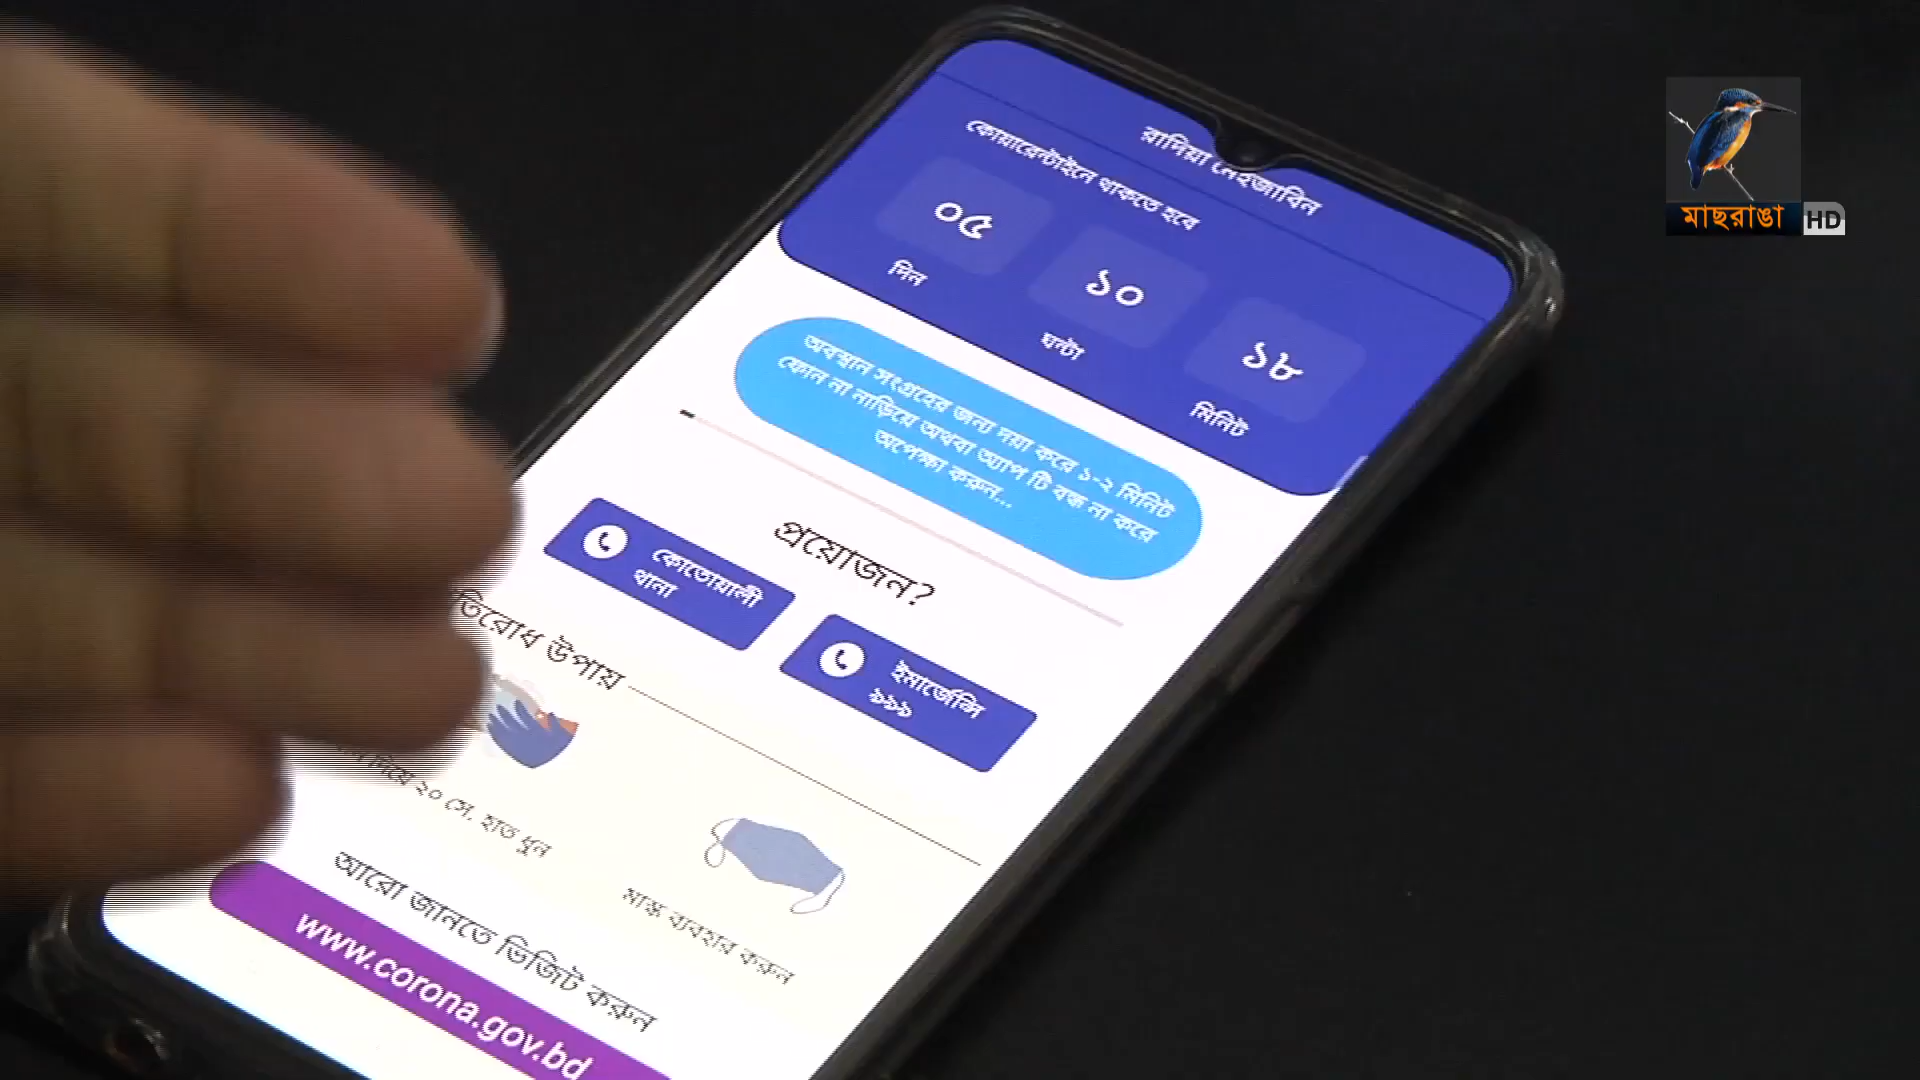 রাদিয়া
কোয়ারেন্টাইনে থাকতে হবে
০৫
১০
১৮
দিন
ঘন্টা
মিনিট
অবস্থান সংগ্রহের জন্য দয়া করে ১-২ মিনিট
ফোন না নাড়িয়ে অথবা অ্যাপ টি বন্ধ না করে
অপেক্ষা করুন...
প্রয়োজন?
কোতোয়ালী
থানা
ইমার্জেন্সি
৯৯৯
তিরোধ উপায়
দিয়ে ২০ সে. হাত ধুন
মাস্ক ব্যবহার করুন
আরো জানতে ভিজিট করুন
www.corona.gov.bd
মাছরাঙা HD